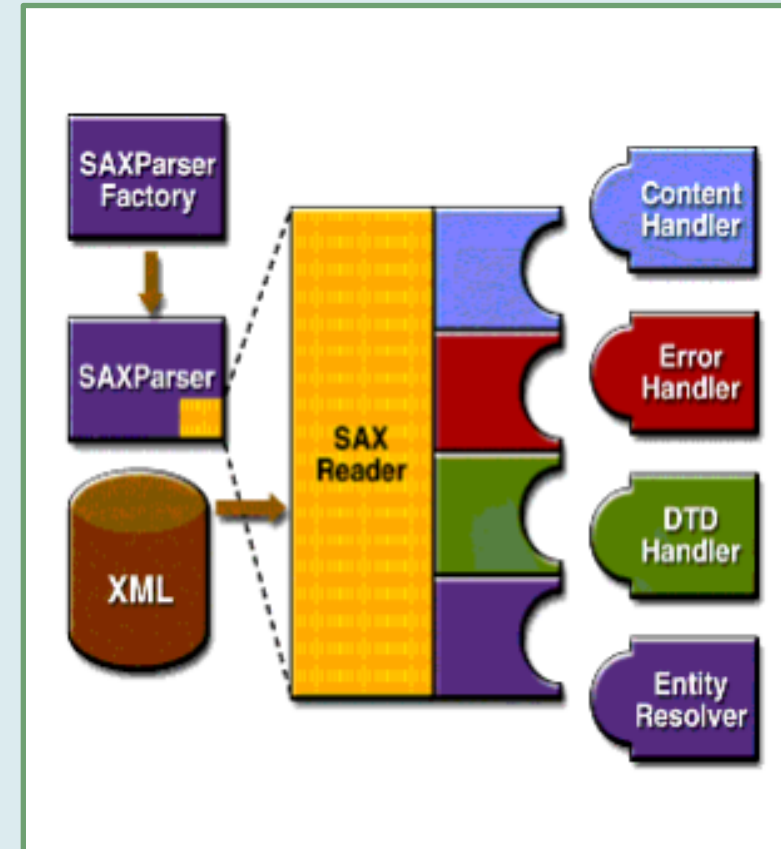 SAXParser
Factory
SAXParser
XML
SAX
Reader
Content
Handler
Error
Handler
DTD
Handler
Entity
Resolver